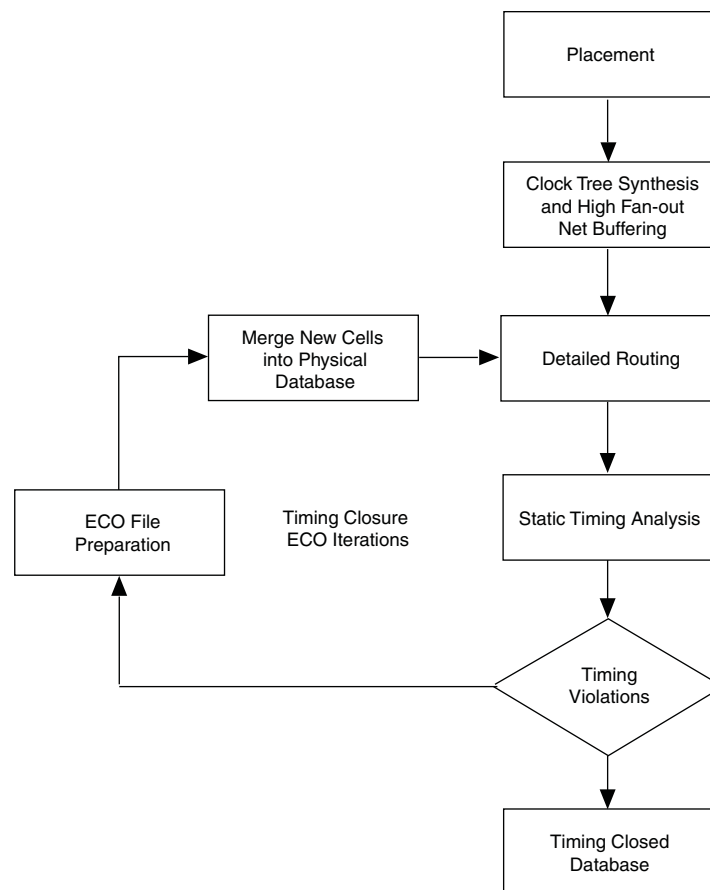 Placement
Clock Tree Synthesis
and High Fan-out
Net Buffering
Merge New Cells
into Physical
Database
Detailed Routing
ECO File
Preparation
Timing Closure
ECO Iterations
Static Timing Analysis
Timing
Violations
Timing Closed
Database